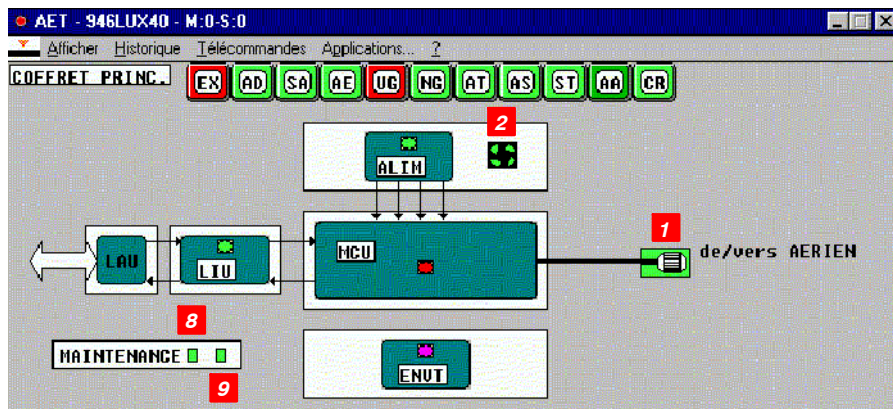 AET - 946LUX40 - M:0-S:0
Afficher Historique Télécommandes Applications... ?
COFFRET PRINC. EX AD SA AE UG NG AT AS ST AA CR
2
ALIM
1
MCU
de/vers AERIEN
LAU
LIU
8
MAINTENANCE
9
ENVT